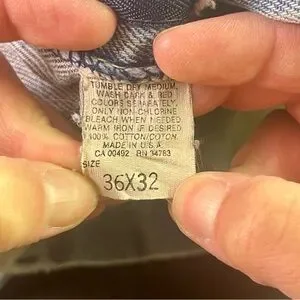 TUMBLE DRY MEDIUM.
WASH DARK & RED
COLORS SEPARATELY.
ONLY NON-CHLORINE
BLEACH WHEN NEEDED
WARM IRON IF DESIRED
100% COTTON/COTON.
MADE IN U.S.A.
CA 00492 RN 34783
SIZE
36X32